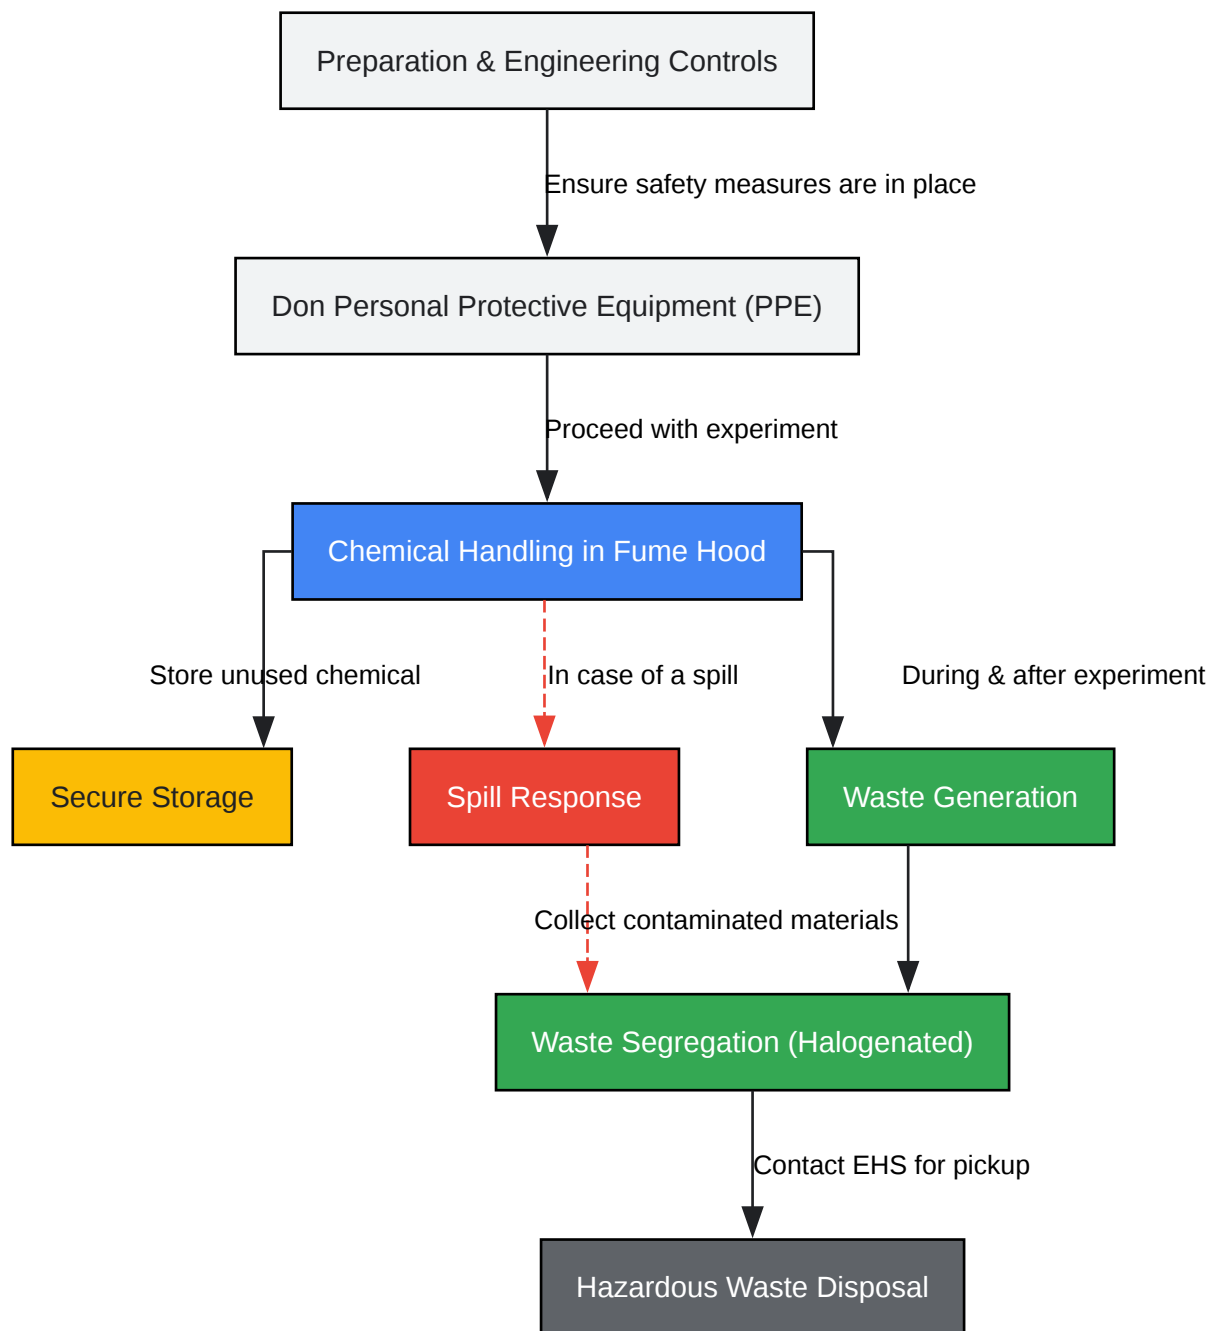 Preparation & Engineering Controls
Ensure safety measures are in place
Don Personal Protective Equipment (PPE)
Proceed with experiment
Chemical Handling in Fume Hood
Store unused chemical
In case of a spill
During & after experiment
Secure Storage
Spill Response
Waste Generation
Collect contaminated materials
Waste Segregation (Halogenated)
Contact EHS for pickup
Hazardous Waste Disposal